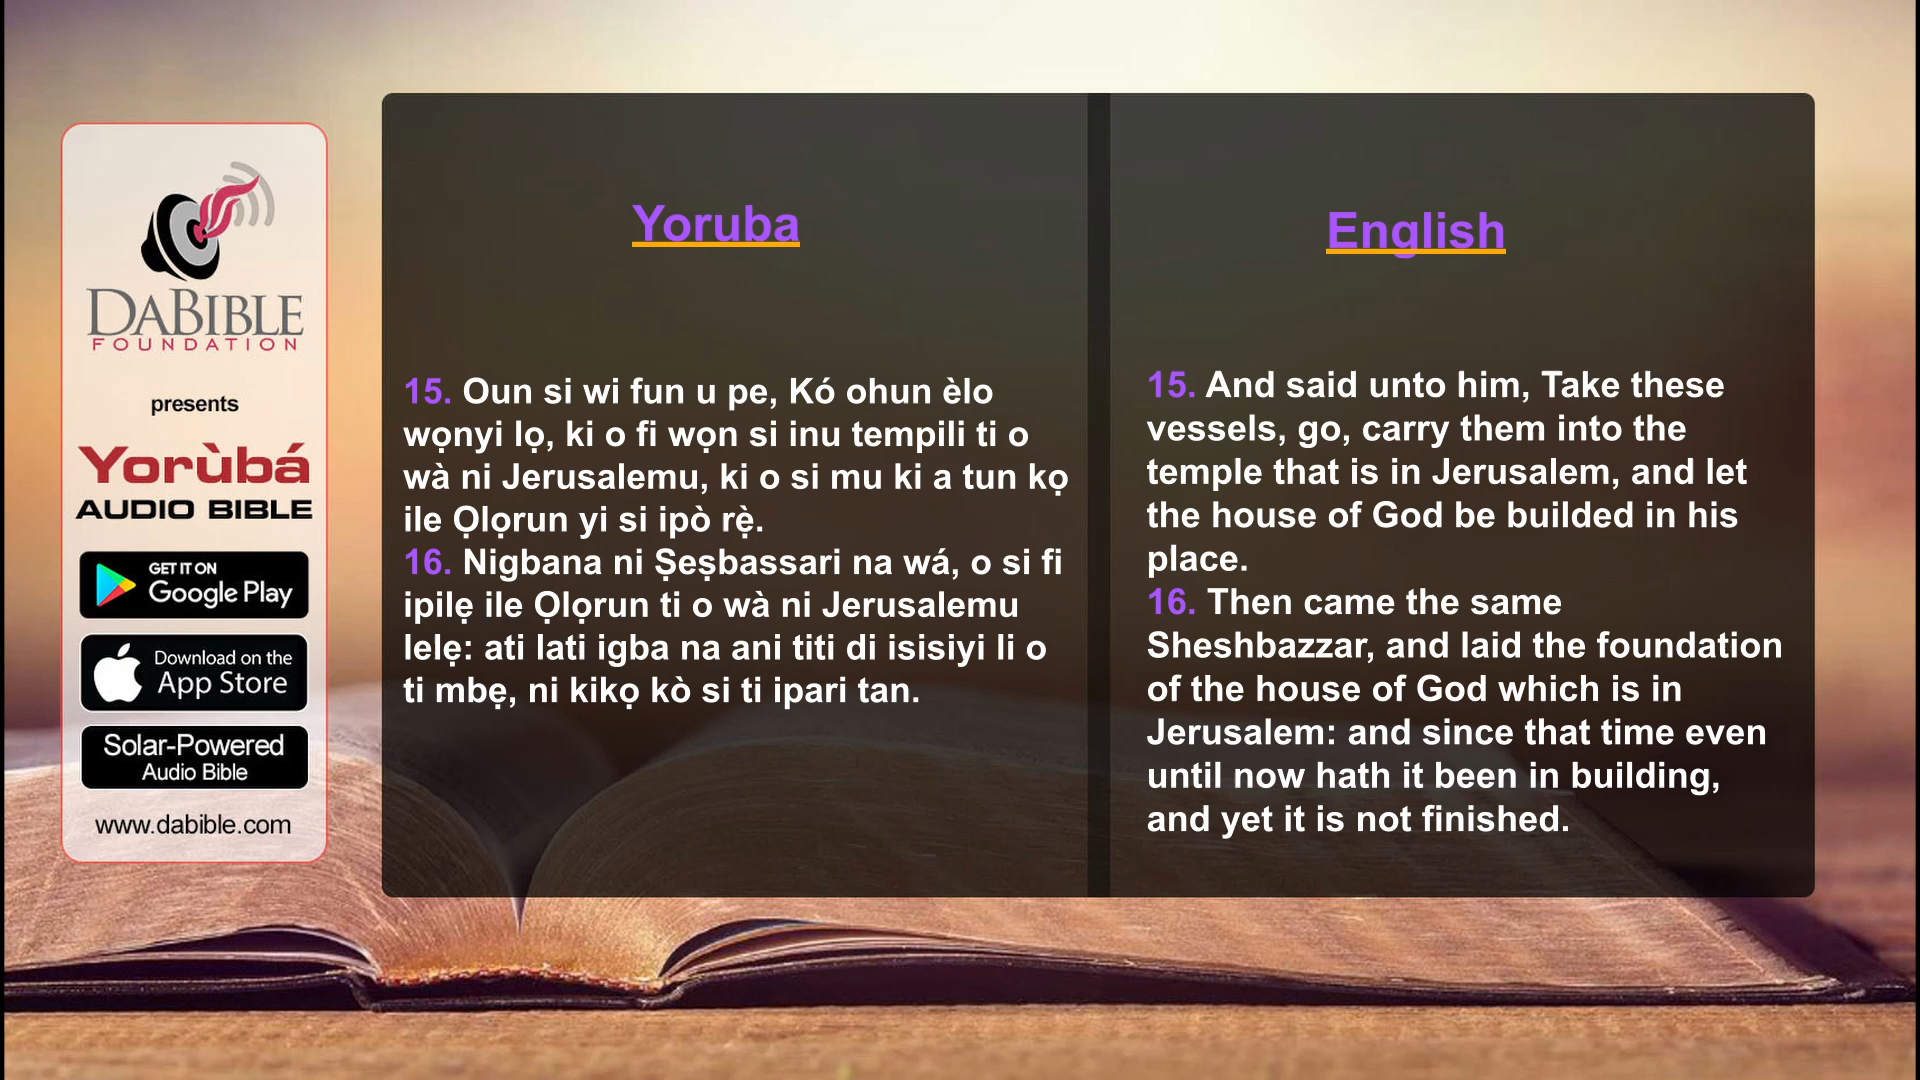 DABIBLE
FOUNDATION
presents
Yorùbá
AUDIO BIBLE
GET IT ON
Google Play
Download on the
App Store
Solar-Powered
Audio Bible
www.dabible.com
Yoruba
15. Oun si wi fun u pe, Kó ohun èlo
wọnyi lọ, ki o fi wọn si inu tempili ti o
wà ni Jerusalemu, ki o si mu ki a tun kọ
ile Ọlọrun yi si ipò rẹ̀.
16. Nigbana ni Ṣeṣbassari na wá, o si fi
ipilẹ ile Ọlọrun ti o wà ni Jerusalemu
lelẹ: ati lati igba na ani titi di isisiyi li o
ti mbẹ, ni kikọ kò si ti ipari tan.
English
15. And said unto him, Take these
vessels, go, carry them into the
temple that is in Jerusalem, and let
the house of God be builded in his
place.
16. Then came the same
Sheshbazzar, and laid the foundation
of the house of God which is in
Jerusalem: and since that time even
until now hath it been in building,
and yet it is not finished.